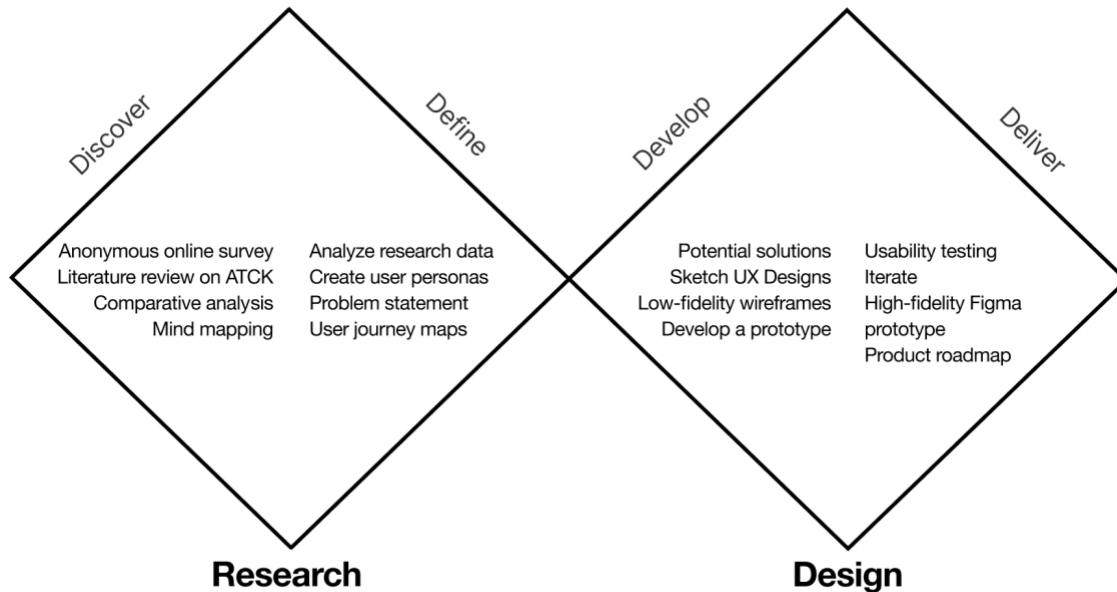 Discover
Define
Develop
Deliver
Anonymous online survey
Literature review on ATCK
Comparative analysis
Mind mapping
Analyze research data
Create user personas
Problem statement
User journey maps
Potential solutions
Sketch UX Designs
Low-fidelity wireframes
Develop a prototype
Usability testing
Iterate
High-fidelity Figma
prototype
Product roadmap
Research
Design